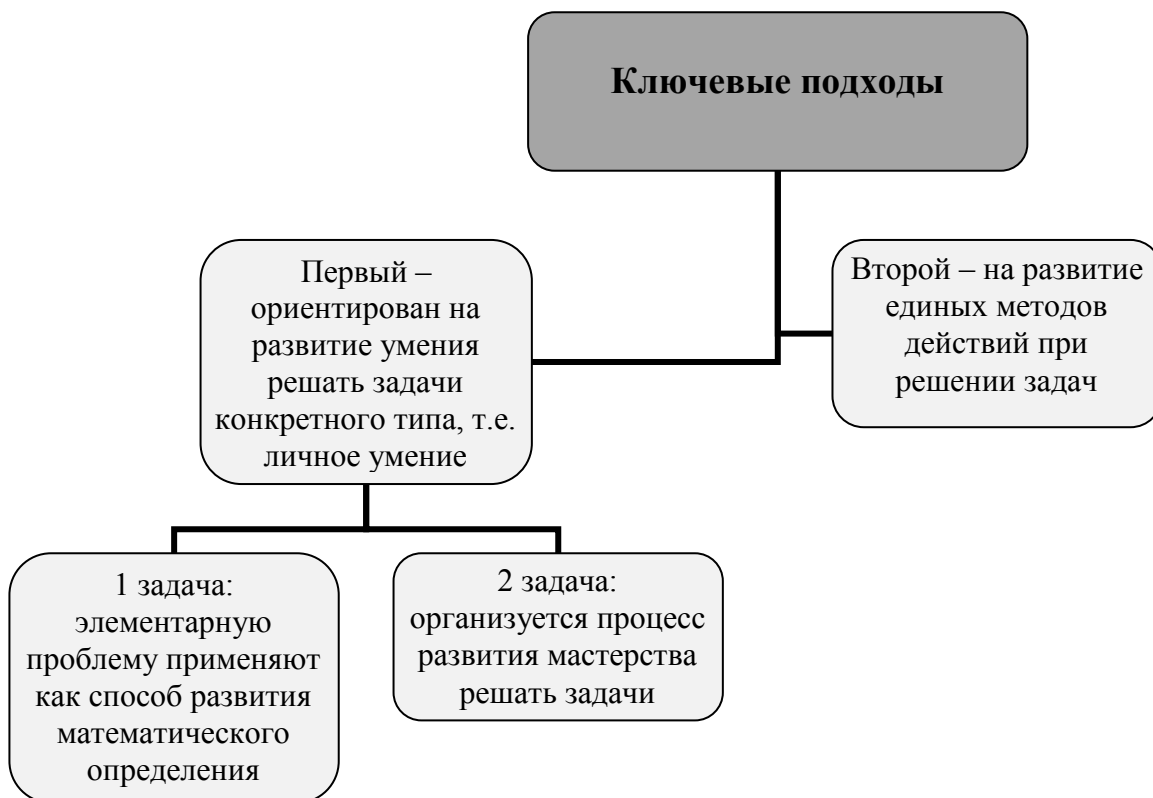 Ключевые подходы
Первый –
ориентирован на
развитие умения
решать задачи
конкретного типа, т.е.
личное умение
Второй – на развитие
единых методов
действий при
решении задач
1 задача:
элементарную
проблему применяют
как способ развития
математического
определения
2 задача:
организуется процесс
развития мастерства
решать задачи